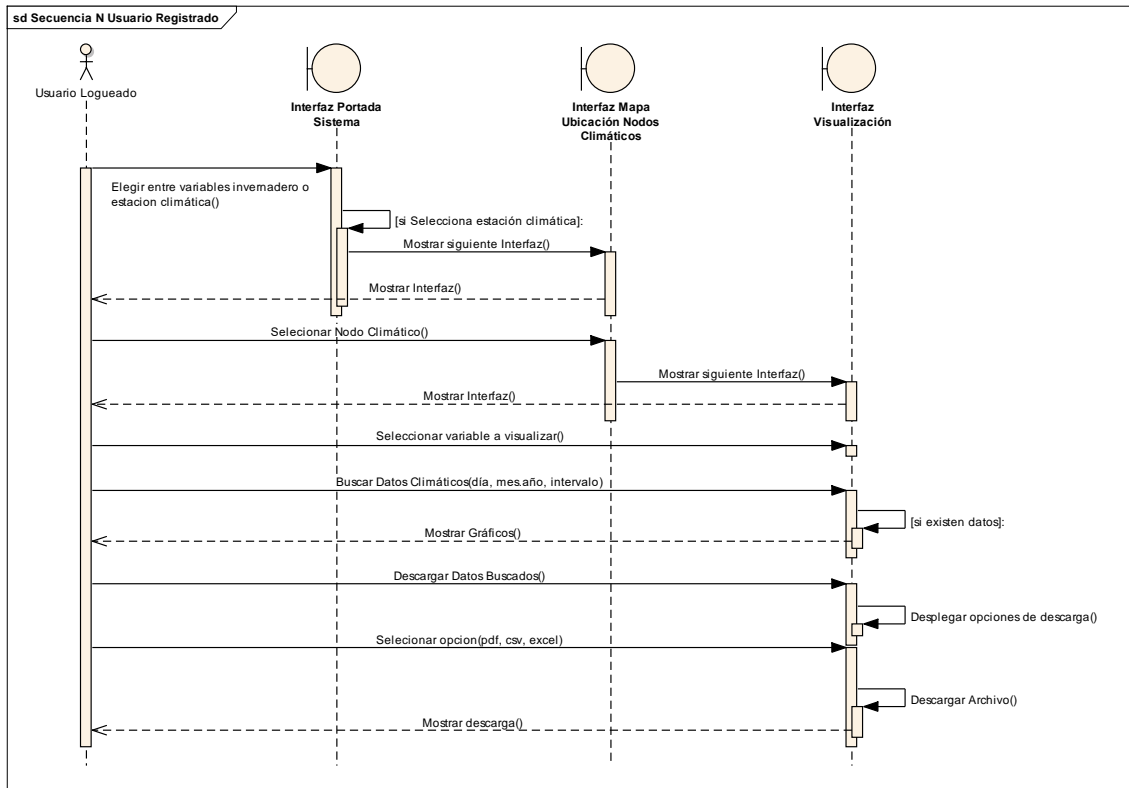 sd Secuencia N Usuario Registrado
Usuario Logueado
Interfaz Portada
Sistema
Interfaz Mapa
Ubicación Nodos
Climáticos
Interfaz
Visualización
Elegir entre variables invernadero o
estacion climática()
[si Selecciona estación climática]:
Mostrar siguiente Interfaz()
Mostrar Interfaz()
Selecionar Nodo Climático()
Mostrar siguiente Interfaz()
Mostrar Interfaz()
Seleccionar variable a visualizar()
Buscar Datos Climáticos(día, mes.año, intervalo)
[si existen datos]:
Mostrar Gráficos()
Descargar Datos Buscados()
Desplegar opciones de descarga()
Selecionar opcion(pdf, csv, excel)
Descargar Archivo()
Mostrar descarga()